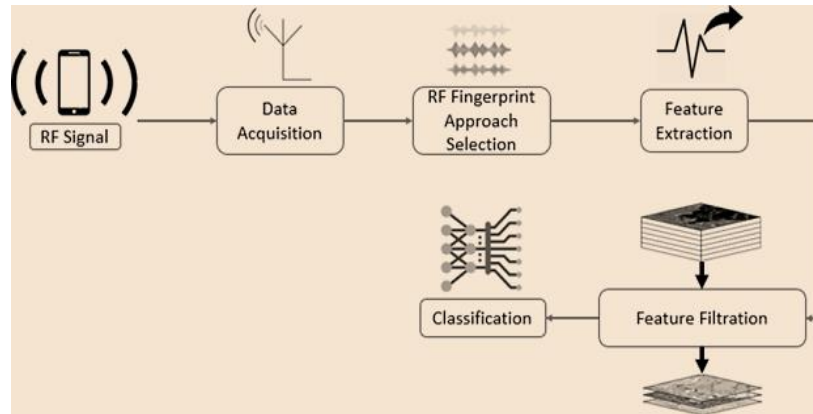 RF Signal
Data
Acquisition
RF Fingerprint
Approach
Selection
Feature
Extraction
Classification
Feature Filtration